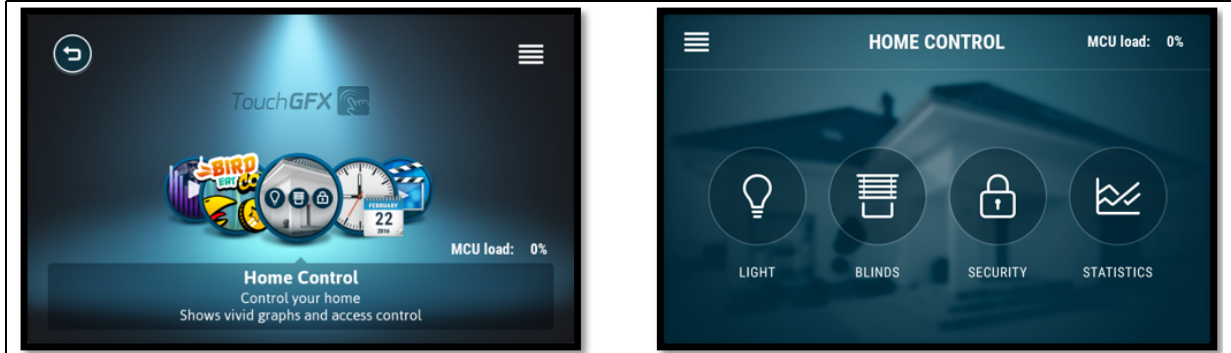 TouchGFX
BIRD
EAT
FEBRUARY
22
2016
MCU load: 0%
Home Control
Control your home
Shows vivid graphs and access control
HOME CONTROL
MCU load: 0%
LIGHT
BLINDS
SECURITY
STATISTICS